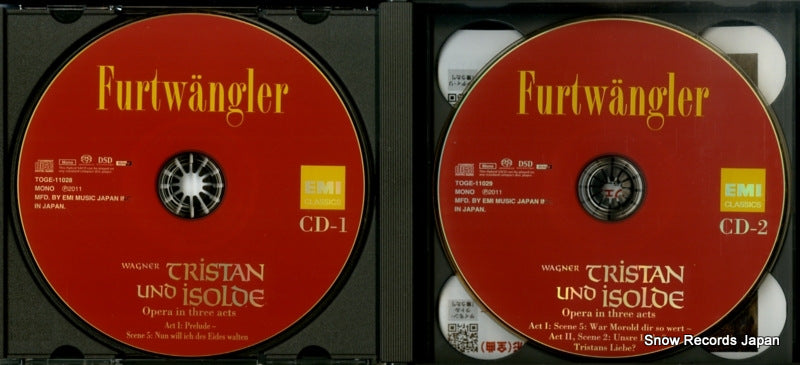 Furtwängler
Mono
DSD
TOGE-11028
MONO Ⓟ2011
MFD. BY EMI MUSIC JAPAN
IN JAPAN.
EMI
CLASSICS
CD-1
WAGNER TRISTAN
UND ISOLDE
Opera in three acts
Act I: Prelude –
Scene 5: Nun will ich des Eides walten
Furtwängler
Mono
DSD
TOGE-11029
MONO Ⓟ2011
MFD. BY EMI MUSIC JAPAN
IN JAPAN.
EMI
CLASSICS
CD-2
WAGNER TRISTAN
UND ISOLDE
Opera in three acts
Act I: Scene 5: War Morold dir so wert –
Act II, Scene 2: Unsre
Tristans Liebe?
Snow Records Japan